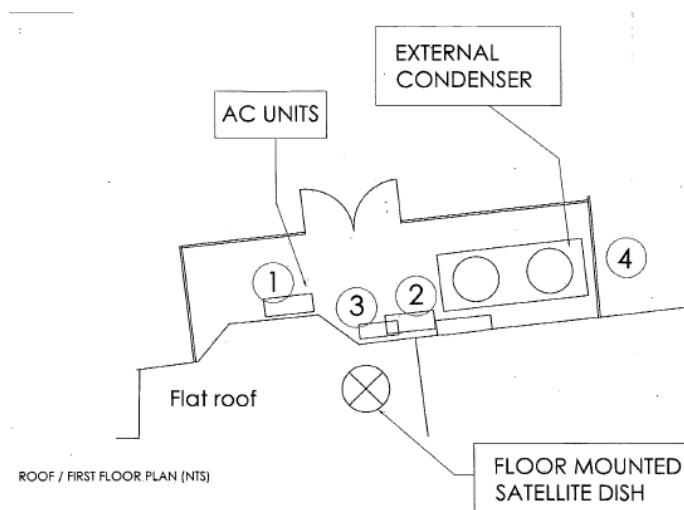 EXTERNAL
CONDENSER
AC UNITS
1
2
3
4
Flat roof
ROOF / FIRST FLOOR PLAN (NTS)
FLOOR MOUNTED
SATELLITE DISH